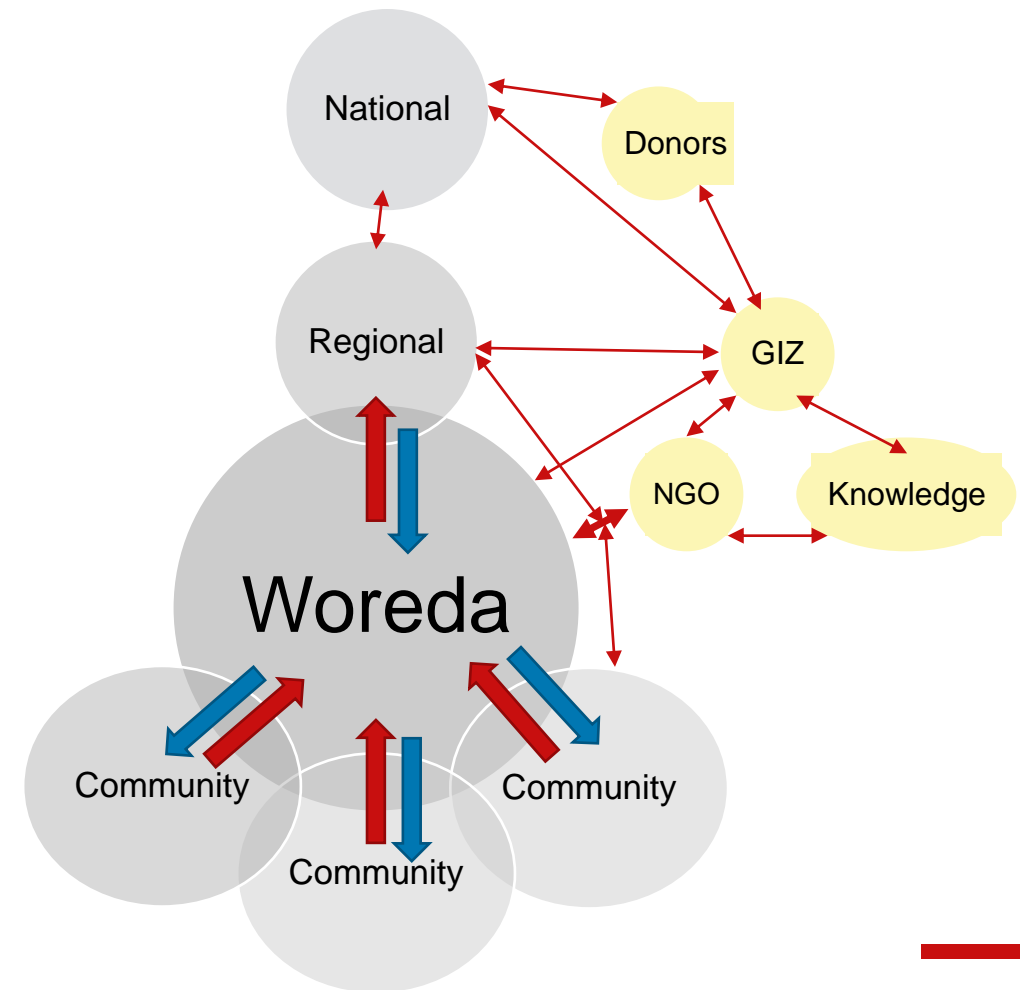 National
Donors
Regional
GIZ
NGO
Knowledge
Woreda
Community
Community
Community